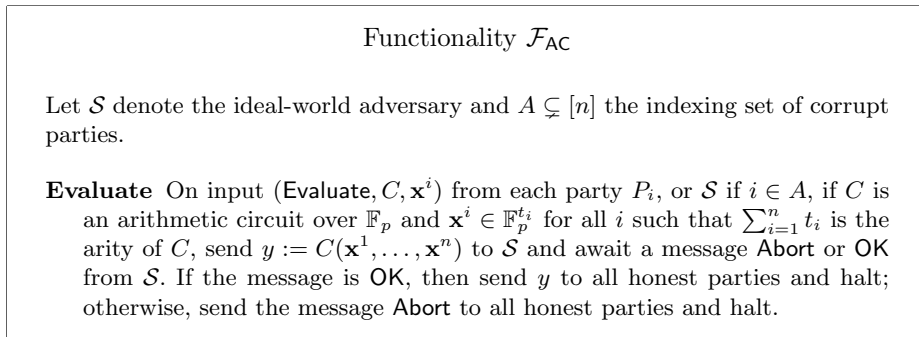 Functionality $\mathcal{F}_{\mathsf{AC}}$
Let $\mathcal{S}$ denote the ideal-world adversary and $A \subsetneq [n]$ the indexing set of corrupt
parties.
**Evaluate** On input $(\mathsf{Evaluate}, C, \mathbf{x}^i)$ from each party $P_i$, or $\mathcal{S}$ if $i \in A$, if $C$ is
an arithmetic circuit over $\mathbb{F}_p$ and $\mathbf{x}^i \in \mathbb{F}_p^{t_i}$ for all $i$ such that $\sum_{i=1}^{n} t_i$ is the
arity of $C$, send $y := C(\mathbf{x}^1, \ldots, \mathbf{x}^n)$ to $\mathcal{S}$ and await a message $\mathsf{Abort}$ or $\mathsf{OK}$
from $\mathcal{S}$. If the message is $\mathsf{OK}$, then send $y$ to all honest parties and halt;
otherwise, send the message $\mathsf{Abort}$ to all honest parties and halt.